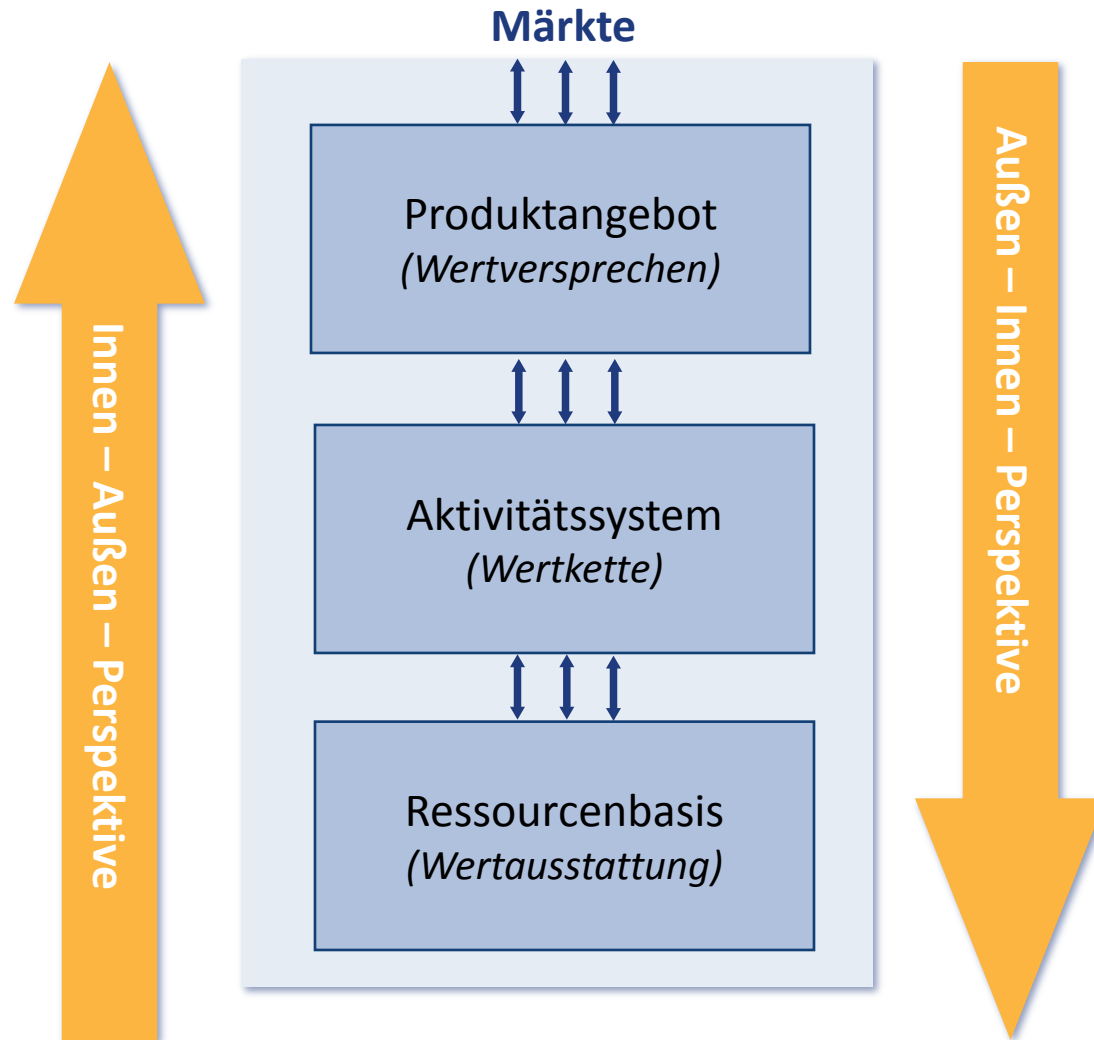 Märkte
Innen – Außen – Perspektive
Produktangebot
(Wertversprechen)
Aktivitätssystem
(Wertkette)
Ressourcenbasis
(Wertausstattung)
Außen – Innen – Perspektive